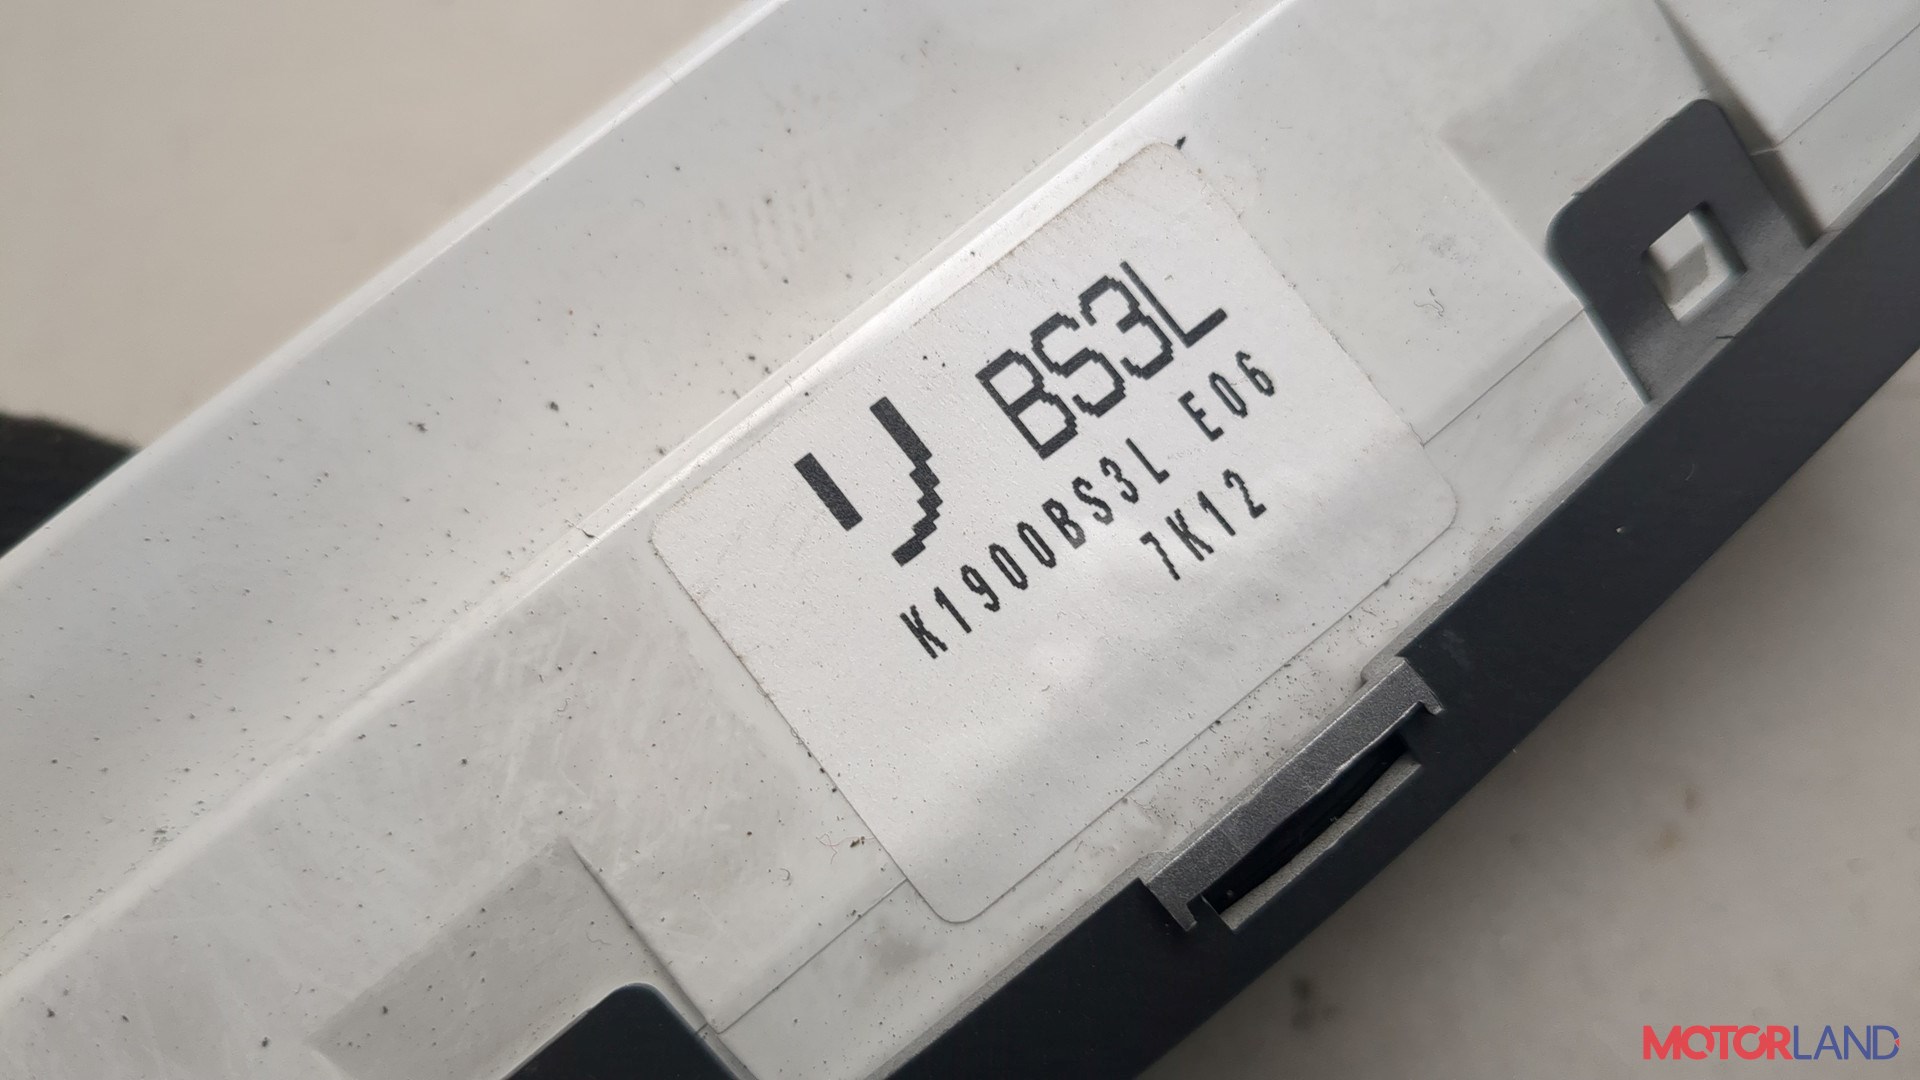 BS3L
K1900BS3L E06
7K12
MOTORLAND